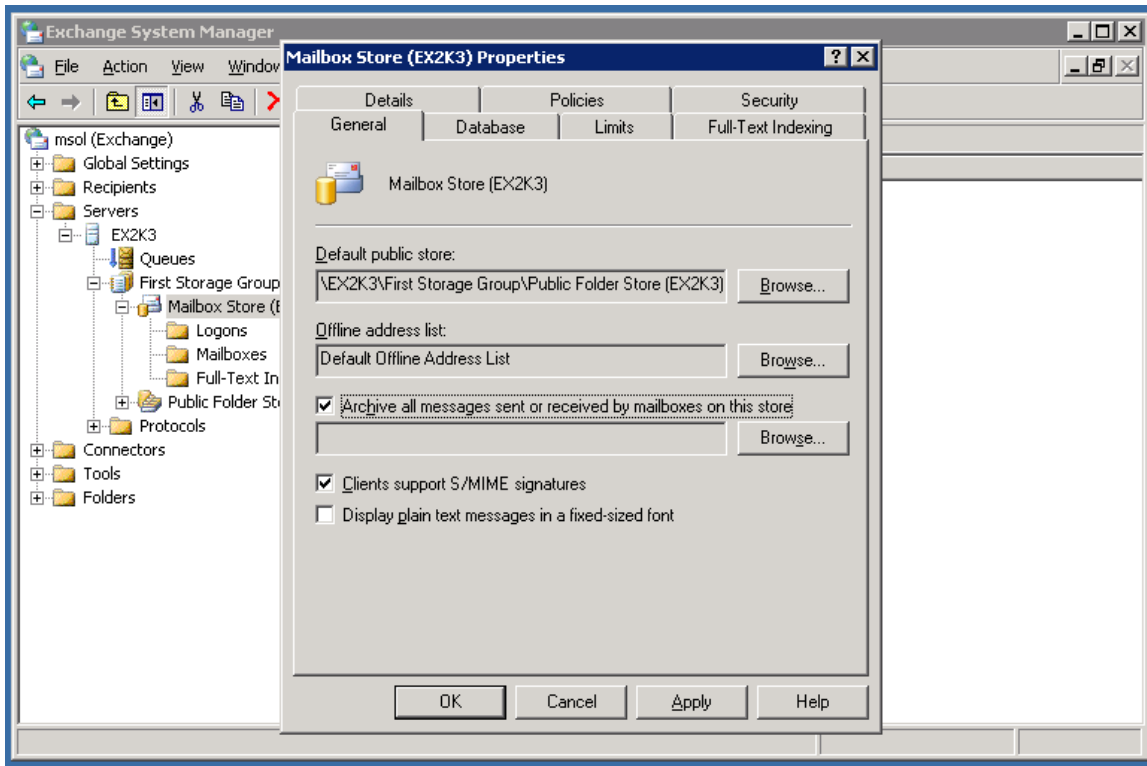 Exchange System Manager
File Action View Window
msol (Exchange)
Global Settings
Recipients
Servers
EX2K3
Queues
First Storage Group
Mailbox Store (E
Logons
Mailboxes
Full-Text In
Public Folder Sto
Protocols
Connectors
Tools
Folders
Mailbox Store (EX2K3) Properties
Details Policies Security
General Database Limits Full-Text Indexing
Mailbox Store (EX2K3)
Default public store:
\EX2K3\First Storage Group\Public Folder Store (EX2K3) Browse...
Offline address list:
Default Offline Address List Browse...
Archive all messages sent or received by mailboxes on this store
Browse...
Clients support S/MIME signatures
Display plain text messages in a fixed-sized font
OK Cancel Apply Help